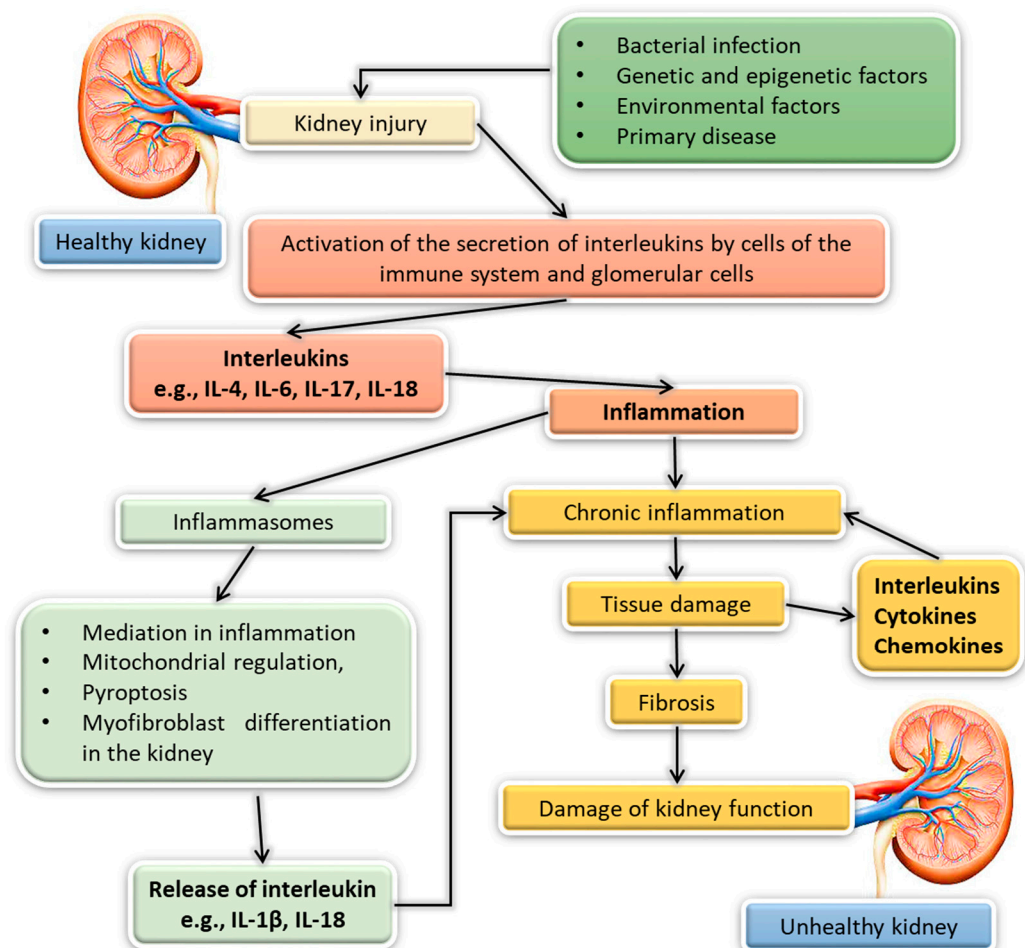 • Bacterial infection
• Genetic and epigenetic factors
• Environmental factors
• Primary disease
Kidney injury
Healthy kidney
Activation of the secretion of interleukins by cells of the
immune system and glomerular cells
Interleukins
e.g., IL-4, IL-6, IL-17, IL-18
Inflammation
Inflammasomes
Chronic inflammation
Tissue damage
Interleukins
Cytokines
Chemokines
• Mediation in inflammation
• Mitochondrial regulation,
• Pyroptosis
• Myofibroblast differentiation
in the kidney
Fibrosis
Damage of kidney function
Release of interleukin
e.g., IL-1β, IL-18
Unhealthy kidney